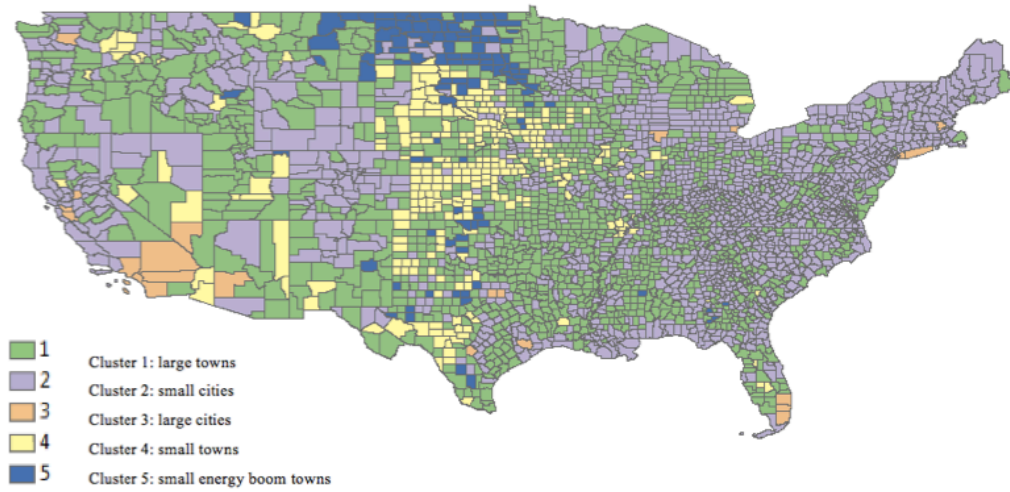 1 Cluster 1: large towns
2 Cluster 2: small cities
3 Cluster 3: large cities
4 Cluster 4: small towns
5 Cluster 5: small energy boom towns